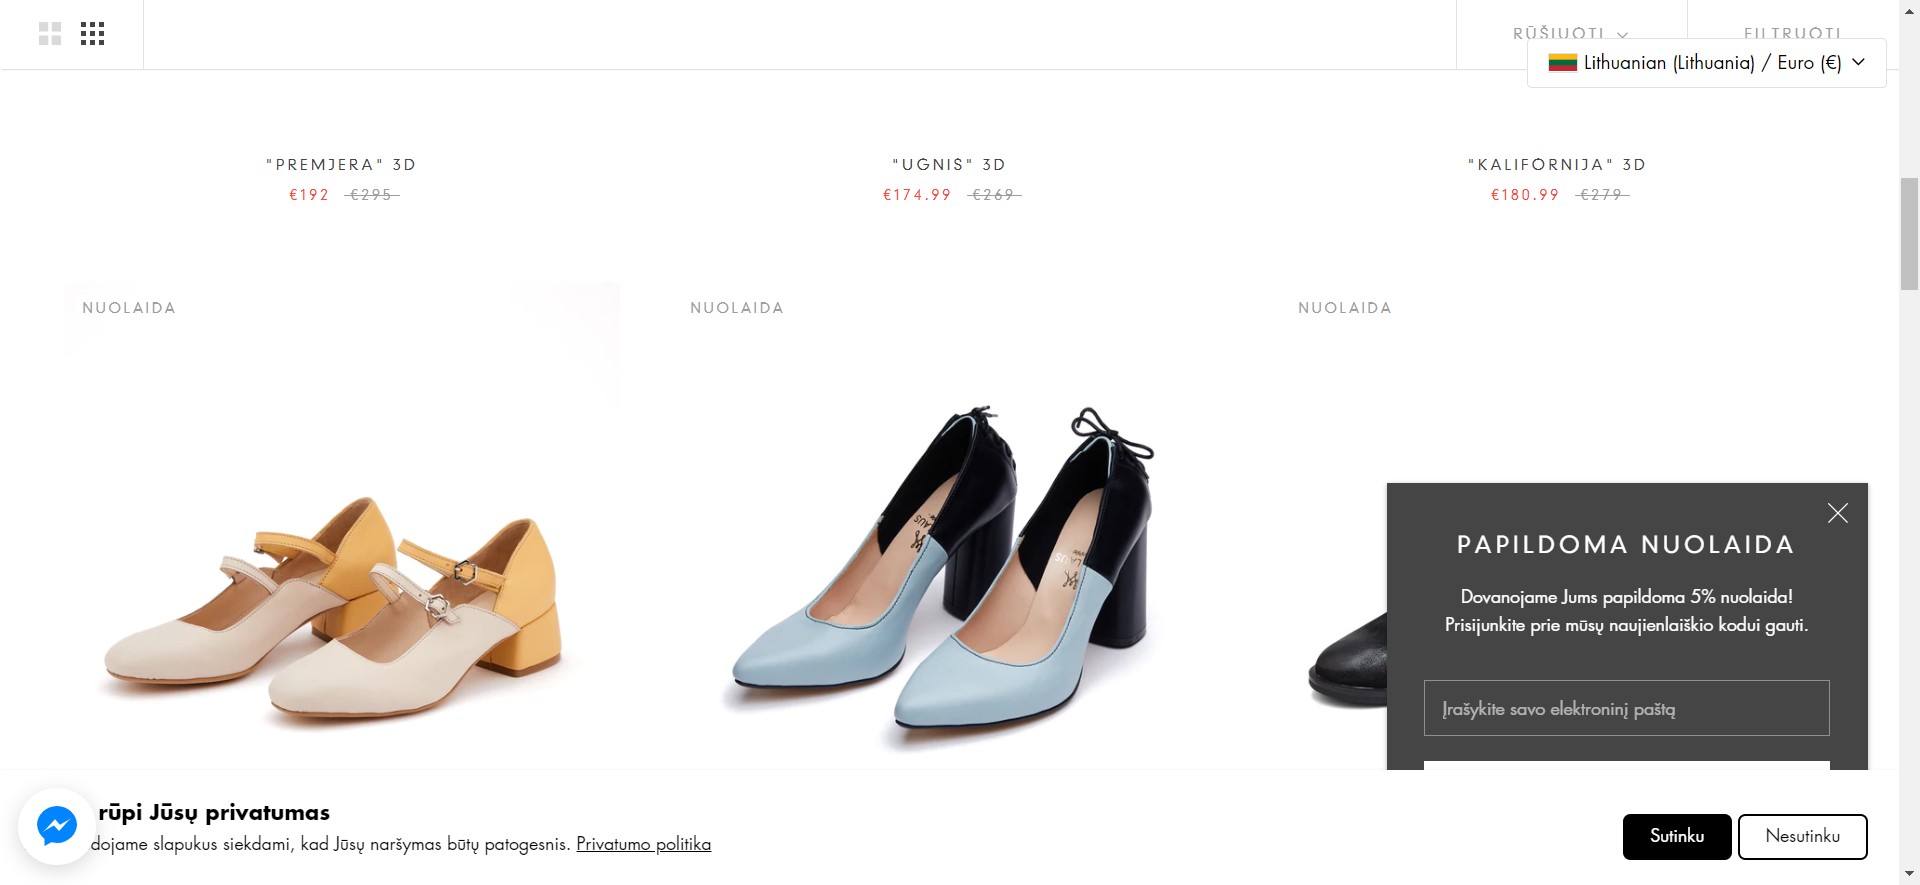 RŪŠIUOTI
FILTRUOTI
Lithuanian (Lithuania) / Euro (€)
"PREMJERA" 3D
€192 €295
"UGNIS" 3D
€174.99 €269
"KALIFORNIJA" 3D
€180.99 €279
NUOLAIDA
NUOLAIDA
NUOLAIDA
PAPILDOMA NUOLAIDA
Dovanojame Jums papildoma 5% nuolaida!
Prisijunkite prie mūsų naujienlaiškio kodui gauti.
Įrašykite savo elektroninį paštą
rūpi Jūsų privatumas
dojame slapukus siekdami, kad Jūsų naršymas būtų patogesnis. Privatumo politika
Sutinku
Nesutinku